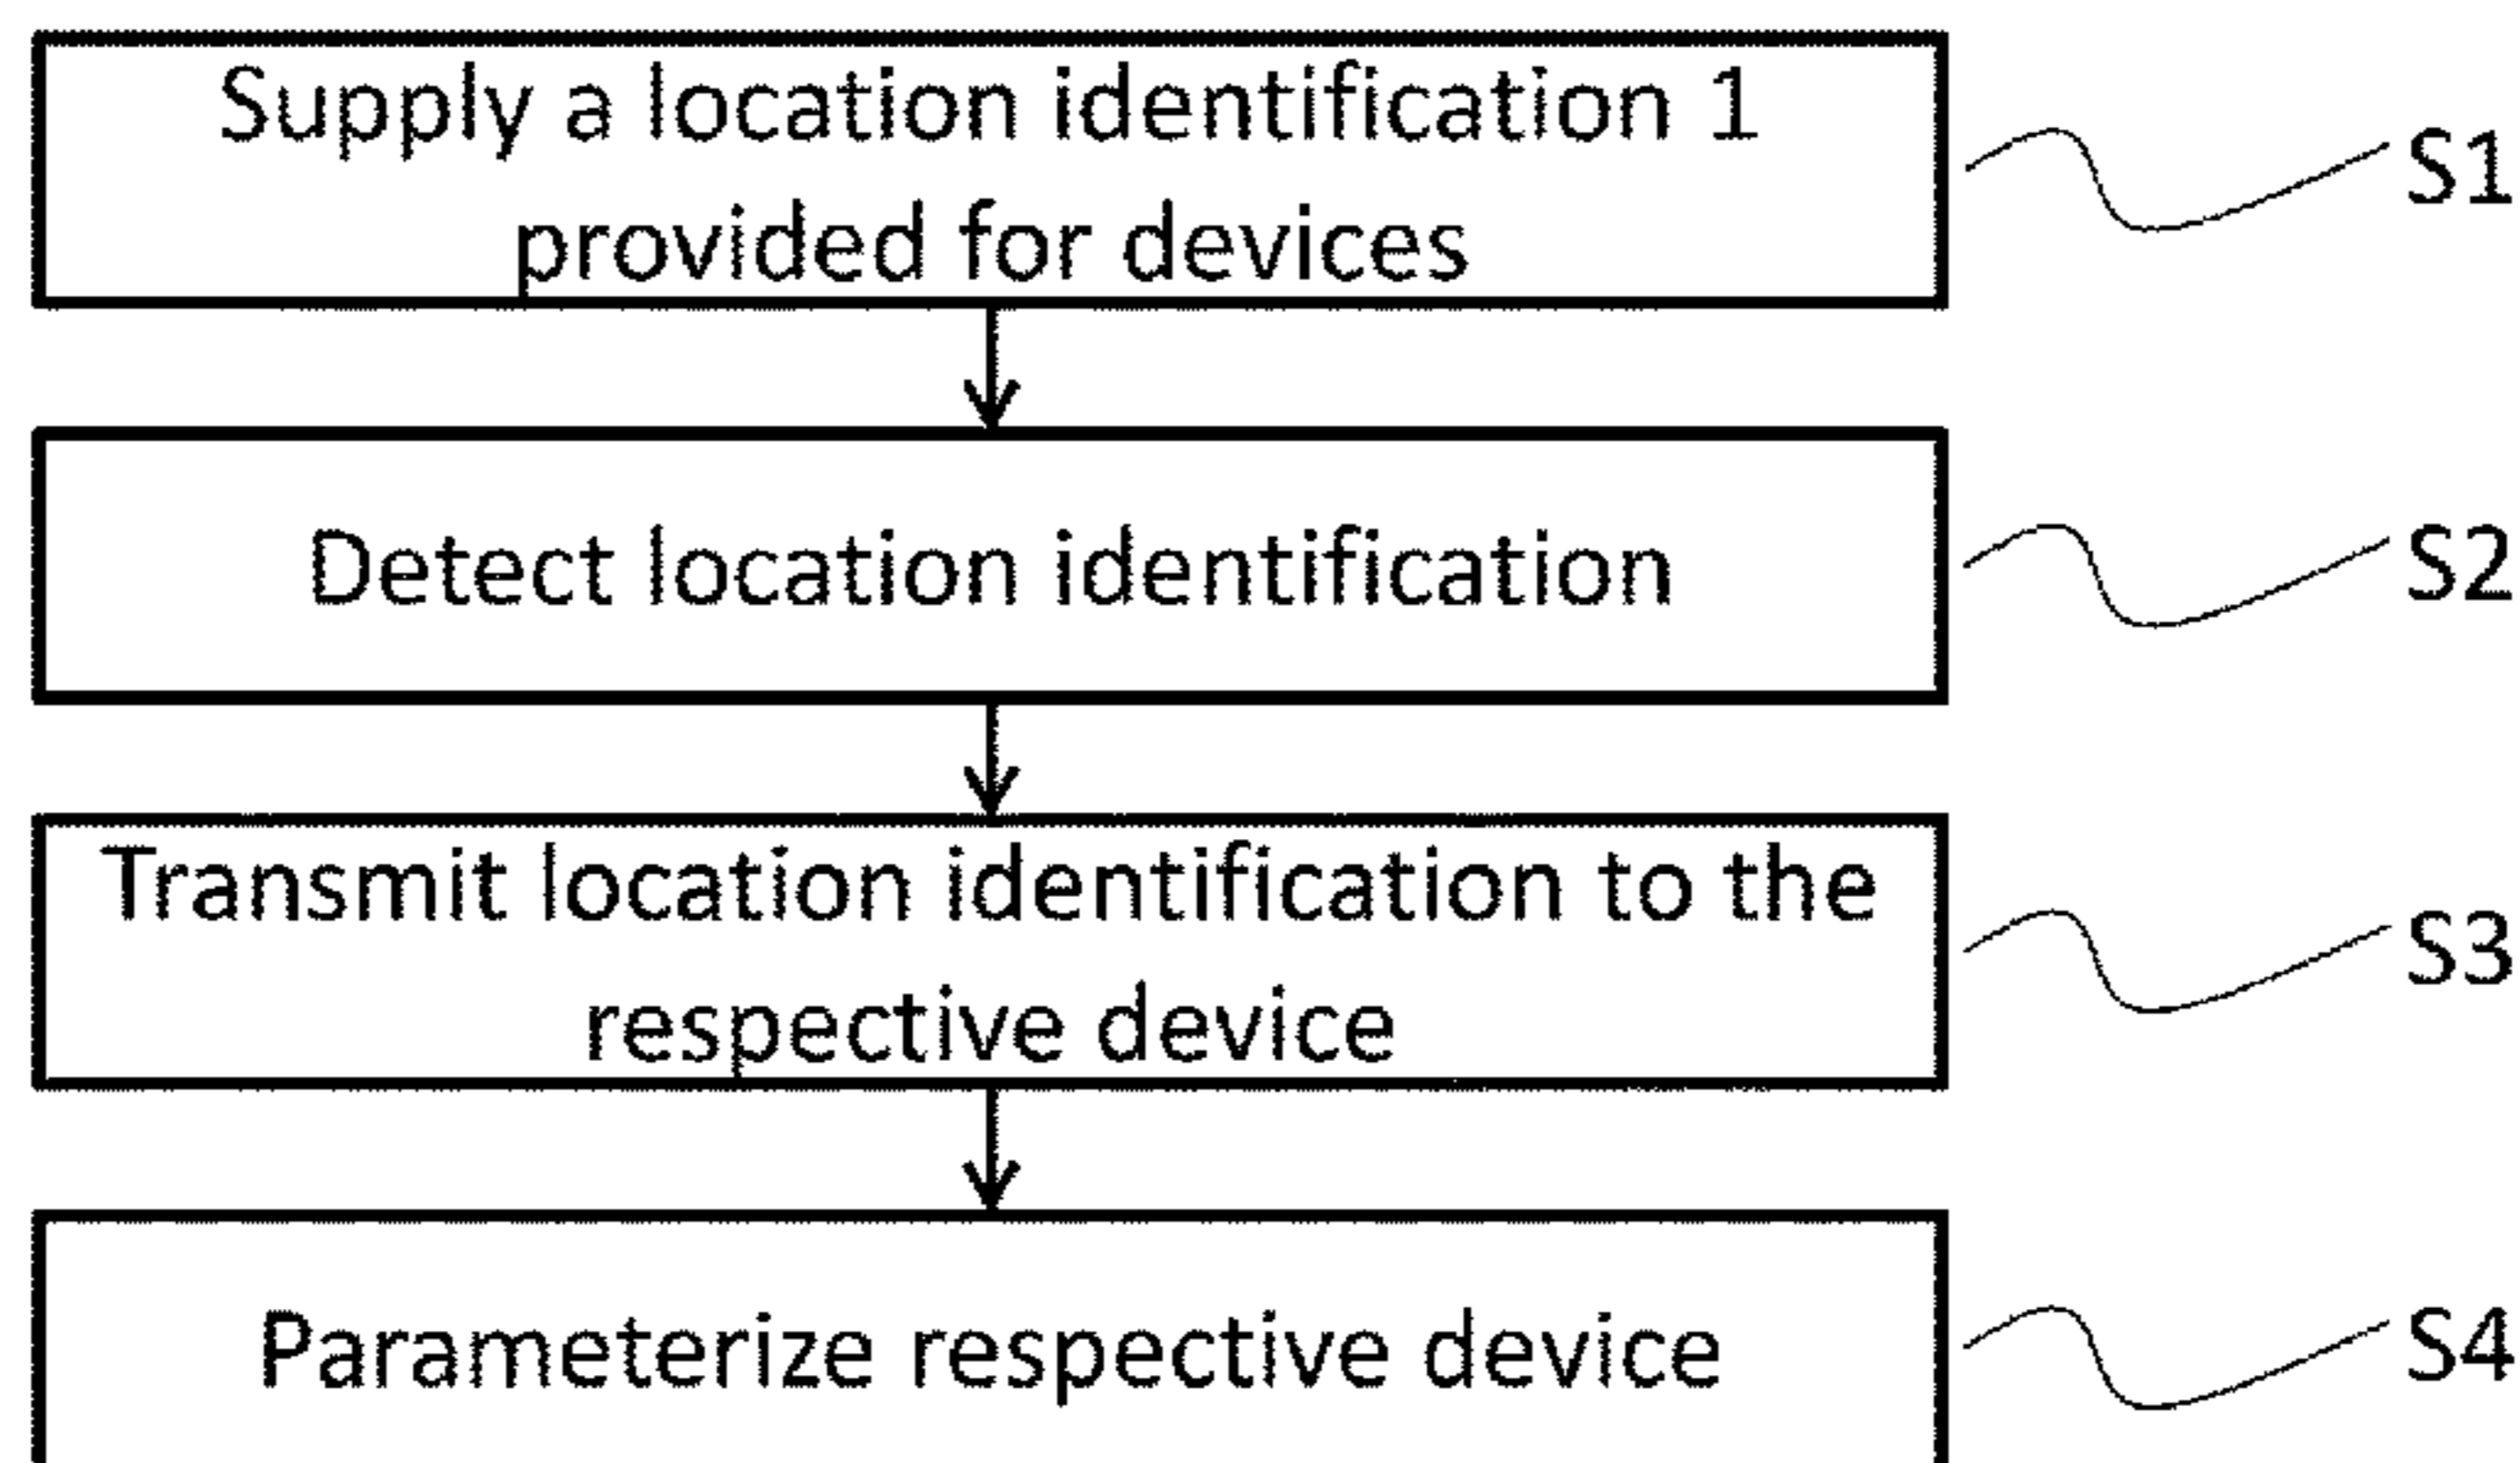 Supply a location identification 1
provided for devices
S1
Detect location identification
S2
Transmit location identification to the
respective device
S3
Parameterize respective device
S4